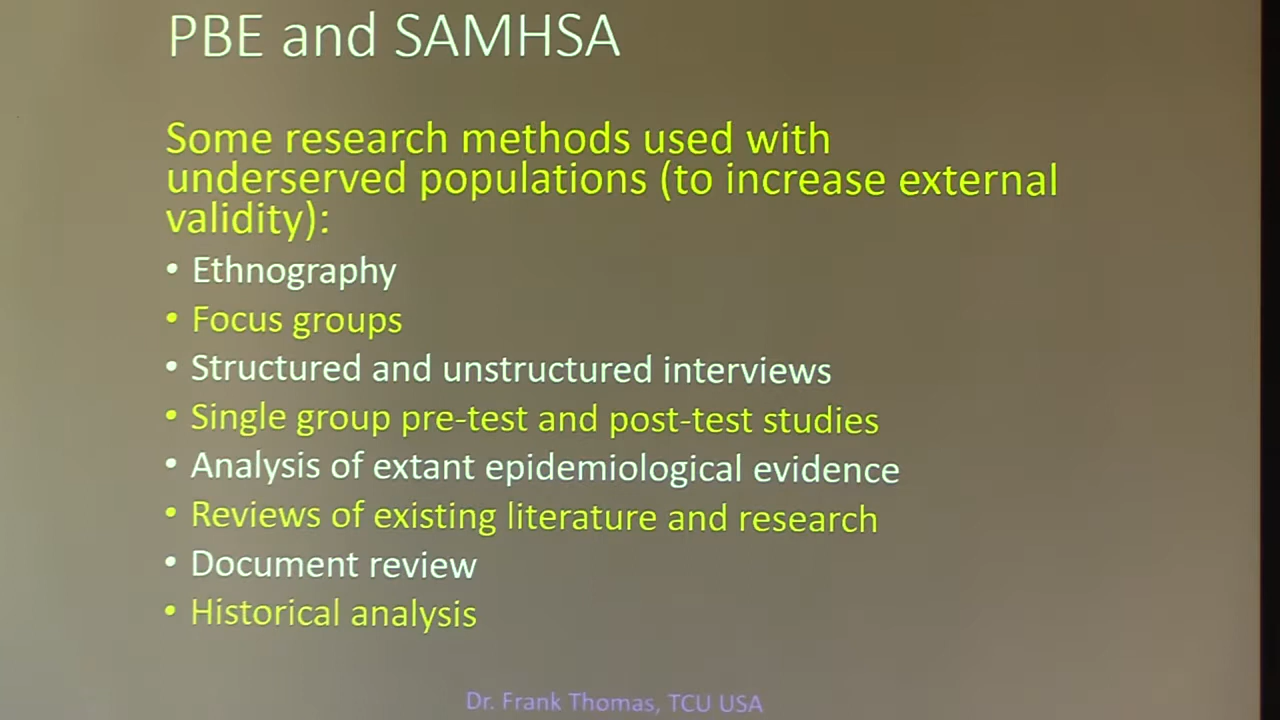 PBE and SAMHSA
Some research methods used with
underserved populations (to increase external
validity):
• Ethnography
• Focus groups
• Structured and unstructured interviews
• Single group pre-test and post-test studies
• Analysis of extant epidemiological evidence
• Reviews of existing literature and research
• Document review
• Historical analysis
Dr. Frank Thomas, TCU USA